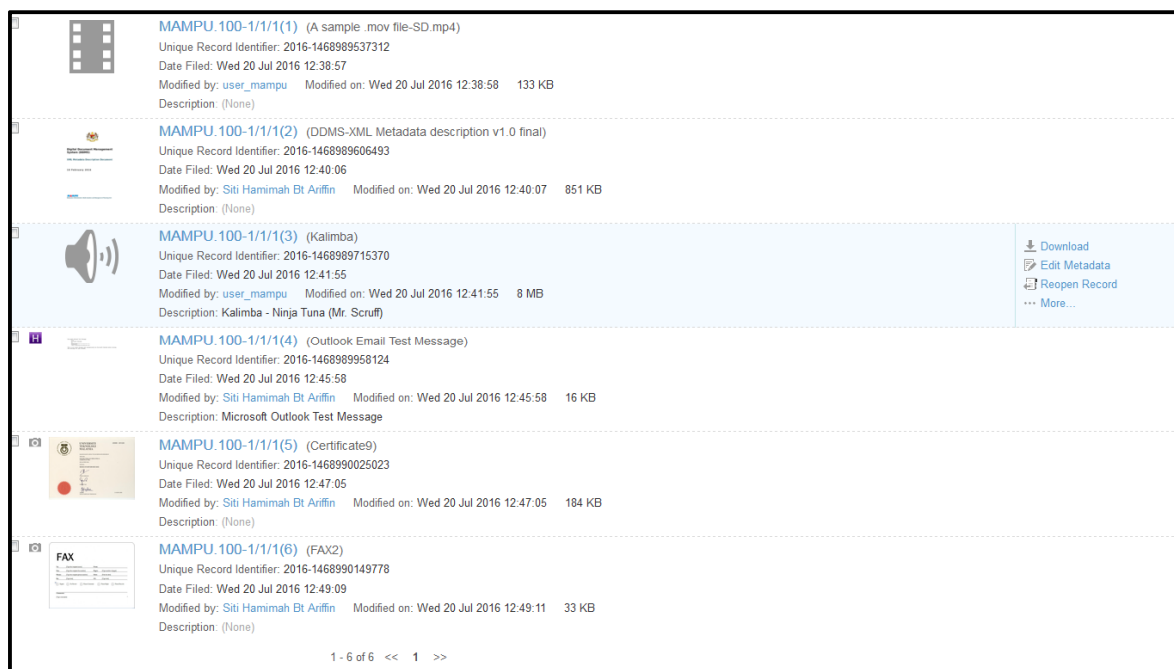 MAMPU.100-1/1/1(1) (A sample .mov file-SD.mp4)
Unique Record Identifier: 2016-1468989537312
Date Filed: Wed 20 Jul 2016 12:38:57
Modified by: user_mampu Modified on: Wed 20 Jul 2016 12:38:58 133 KB
Description: (None)
MAMPU.100-1/1/1(2) (DDMS-XML Metadata description v1.0 final)
Unique Record Identifier: 2016-1468989606493
Date Filed: Wed 20 Jul 2016 12:40:06
Modified by: Siti Hamimah Bt Ariffin Modified on: Wed 20 Jul 2016 12:40:07 851 KB
Description: (None)
MAMPU.100-1/1/1(3) (Kalimba)
Unique Record Identifier: 2016-1468989715370
Date Filed: Wed 20 Jul 2016 12:41:55
Modified by: user_mampu Modified on: Wed 20 Jul 2016 12:41:55 8 MB
Description: Kalimba - Ninja Tuna (Mr. Scruff)
Download
Edit Metadata
Reopen Record
More...
H
MAMPU.100-1/1/1(4) (Outlook Email Test Message)
Unique Record Identifier: 2016-1468989958124
Date Filed: Wed 20 Jul 2016 12:45:58
Modified by: Siti Hamimah Bt Ariffin Modified on: Wed 20 Jul 2016 12:45:58 16 KB
Description: Microsoft Outlook Test Message
MAMPU.100-1/1/1(5) (Certificate9)
Unique Record Identifier: 2016-1468990025023
Date Filed: Wed 20 Jul 2016 12:47:05
Modified by: Siti Hamimah Bt Ariffin Modified on: Wed 20 Jul 2016 12:47:05 184 KB
Description: (None)
FAX
MAMPU.100-1/1/1(6) (FAX2)
Unique Record Identifier: 2016-1468990149778
Date Filed: Wed 20 Jul 2016 12:49:09
Modified by: Siti Hamimah Bt Ariffin Modified on: Wed 20 Jul 2016 12:49:11 33 KB
Description: (None)
1 - 6 of 6 << 1 >>